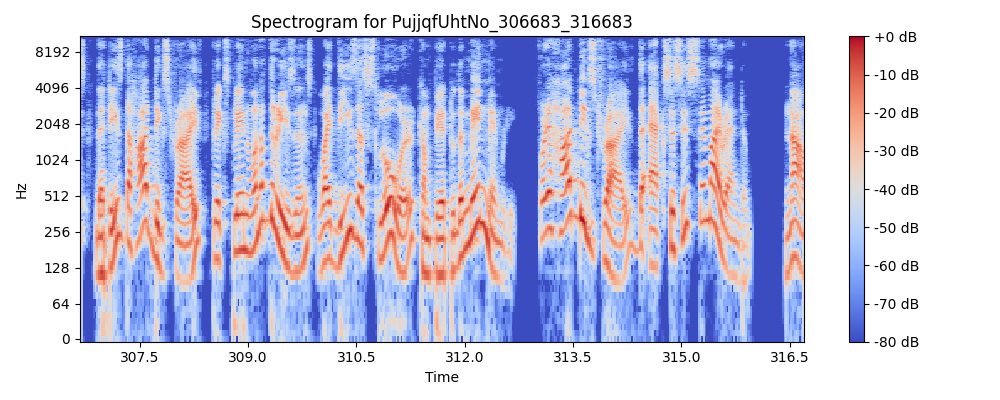 Spectrogram for PujjqfUhtNo_306683_316683
8192
4096
2048
1024
512
256
128
64
0
Hz
307.5
309.0
310.5
312.0
313.5
315.0
316.5
Time
+0 dB
-10 dB
-20 dB
-30 dB
-40 dB
-50 dB
-60 dB
-70 dB
-80 dB